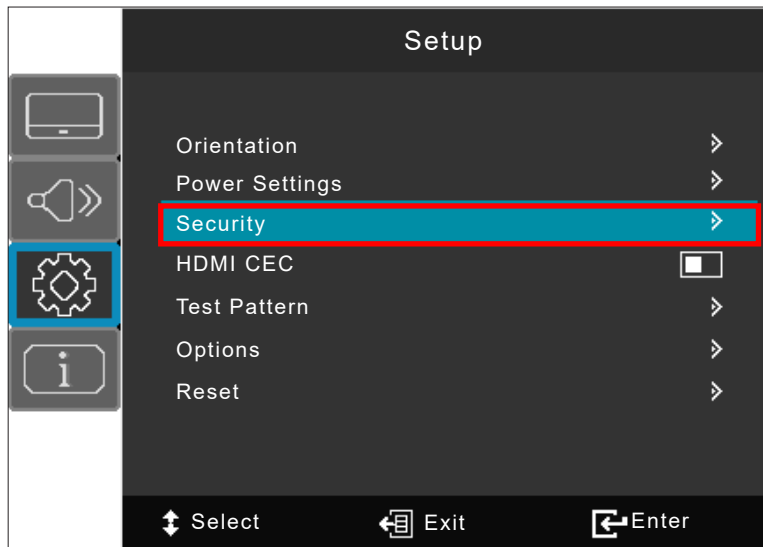 Setup
Orientation
Power Settings
Security
HDMI CEC
Test Pattern
Options
i
Reset
Select Exit Enter